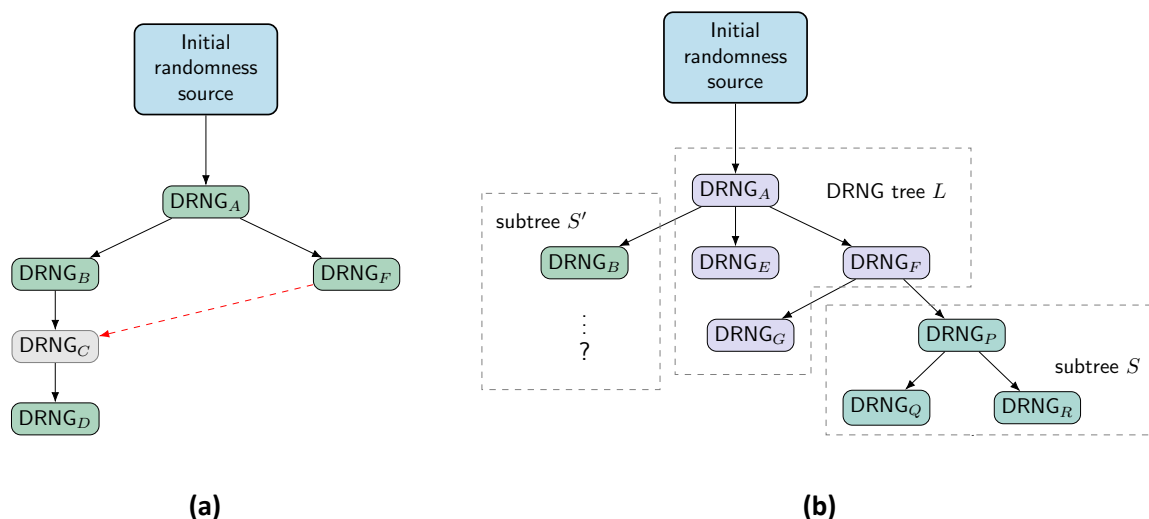 Initial
randomness
source
DRNG_A
DRNG_B
DRNG_F
DRNG_C
DRNG_D
(a)
Initial
randomness
source
DRNG_A
DRNG tree L
subtree S′
DRNG_B
DRNG_E
DRNG_F
⋮
?
DRNG_G
DRNG_P
subtree S
DRNG_Q
DRNG_R
(b)